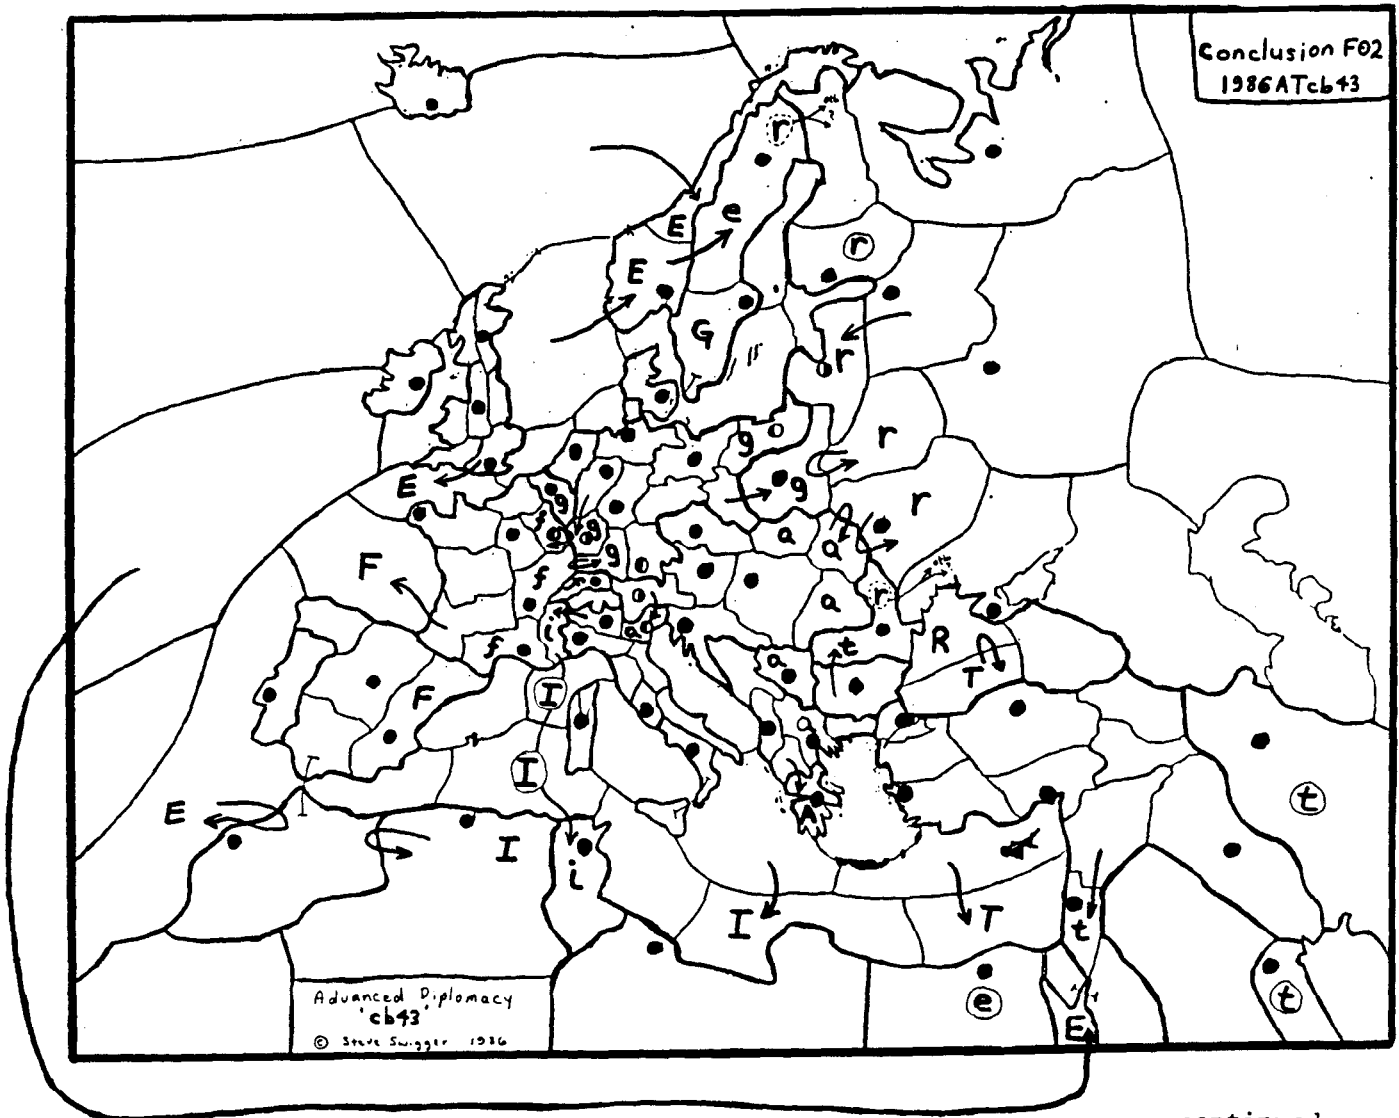 Conclusion F02
1986ATcb43
r
r
E
e
E
G
r
r
g
E
g
r
g
f
g
a
a
F
g
f
a
r
i
a
f
t
R
a
T
F
I
I
t
A
E
I
i
I
T
t
e
t
E
Advanced Diplomacy
'cb43'
© Steve Swigger 1986
continued